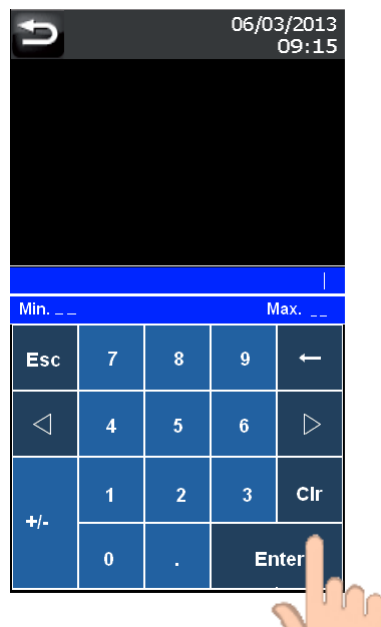 06/03/2013
09:15
Min. _ _ Max. _ _
Esc 7 8 9 ←
◁ 4 5 6 ▷
+/- 1 2 3 Clr
0 . Enter